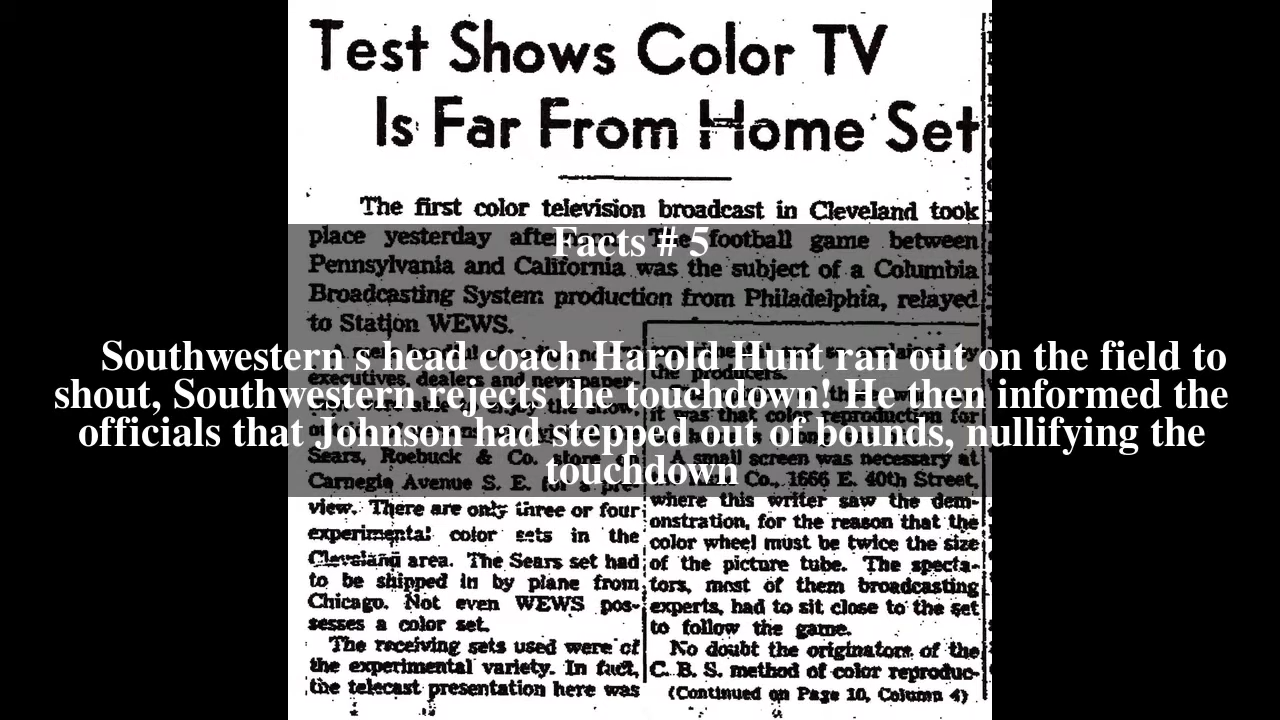 Test Shows Color TV
Is Far From Home Set
The first color television broadcast in Cleveland took
place yesterday The football game between
Pennsylvania and California was the subject of a Columbia
Broadcasting System production from Philadelphia, relayed
to Station WEWS.
executives, dealers and newspaper-
Sears, Roebuck & Co. store on
Carnegie Avenue S. E. for a pre-
view. There are only three or four
experimental color sets in the
Cleveland area. The Sears set had
to be shipped in by plane from
Chicago. Not even WEWS pos-
sesses a color set.
The receiving sets used were of
the experimental variety. In fact,
the telecast presentation here was
the producers.
it was that color reproduction for
A small screen was necessary at
Co., 1666 E. 40th Street,
where this writer saw the dem-
onstration, for the reason that the
color wheel must be twice the size
of the picture tube. The specta-
tors, most of them broadcasting
experts, had to sit close to the set
to follow the game.
No doubt the originators of the
C. B. S. method of color reproduc-
(Continued on Page 10, Column 4)
Facts # 5
Southwestern s head coach Harold Hunt ran out on the field to
shout, Southwestern rejects the touchdown! He then informed the
officials that Johnson had stepped out of bounds, nullifying the
touchdown